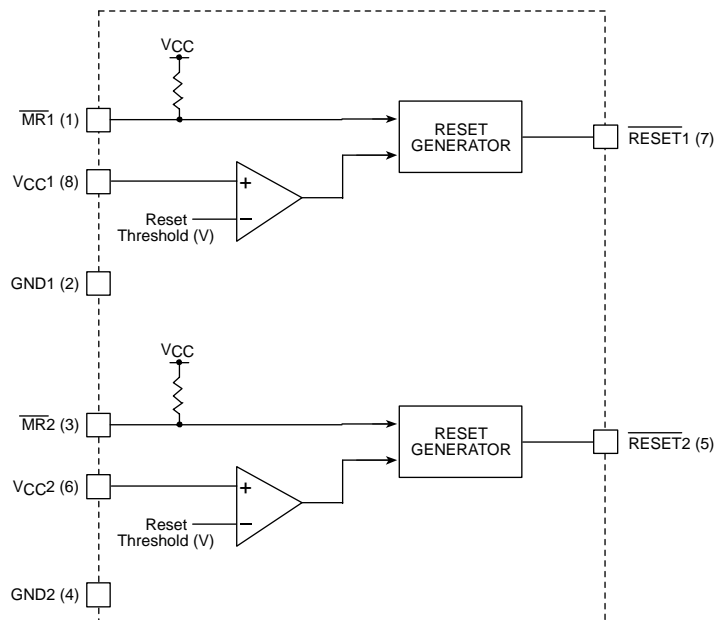 VCC
MR1 (1)
RESET
GENERATOR
RESET1 (7)
VCC1 (8)
+
Reset
Threshold (V)
−
GND1 (2)
VCC
MR2 (3)
RESET
GENERATOR
RESET2 (5)
VCC2 (6)
+
Reset
Threshold (V)
−
GND2 (4)